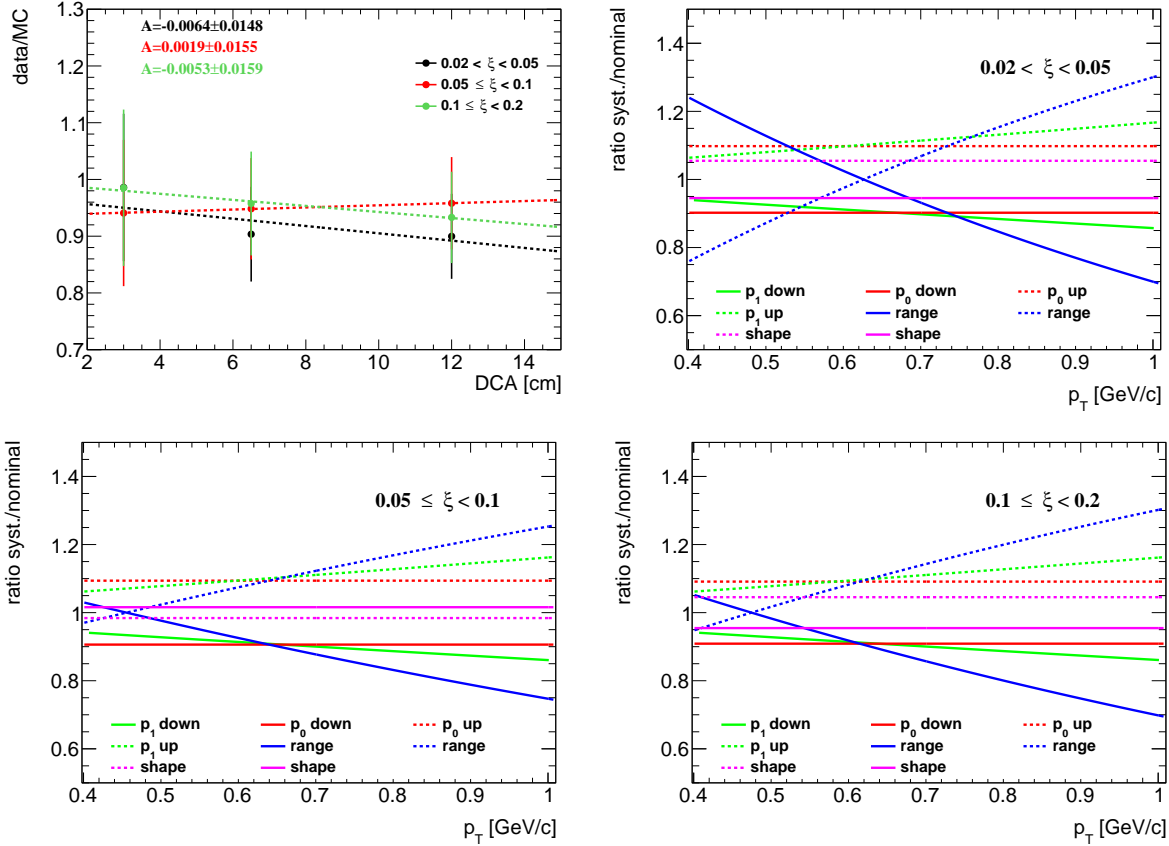 data/MC
1.3
1.2
1.1
1
0.9
0.8
0.7
A=-0.0064±0.0148
A=0.0019±0.0155
A=-0.0053±0.0159
0.02 < ξ < 0.05
0.05 ≤ ξ < 0.1
0.1 ≤ ξ < 0.2
2 4 6 8 10 12 14
DCA [cm]
ratio syst./nominal
1.4
1.2
1
0.8
0.6
0.02 < ξ < 0.05
p1 down p0 down p0 up
p1 up range range
shape shape
0.4 0.5 0.6 0.7 0.8 0.9 1
pT [GeV/c]
ratio syst./nominal
1.4
1.2
1
0.8
0.6
0.05 ≤ ξ < 0.1
p1 down p0 down p0 up
p1 up range range
shape shape
0.4 0.5 0.6 0.7 0.8 0.9 1
pT [GeV/c]
ratio syst./nominal
1.4
1.2
1
0.8
0.6
0.1 ≤ ξ < 0.2
p1 down p0 down p0 up
p1 up range range
shape shape
0.4 0.5 0.6 0.7 0.8 0.9 1
pT [GeV/c]